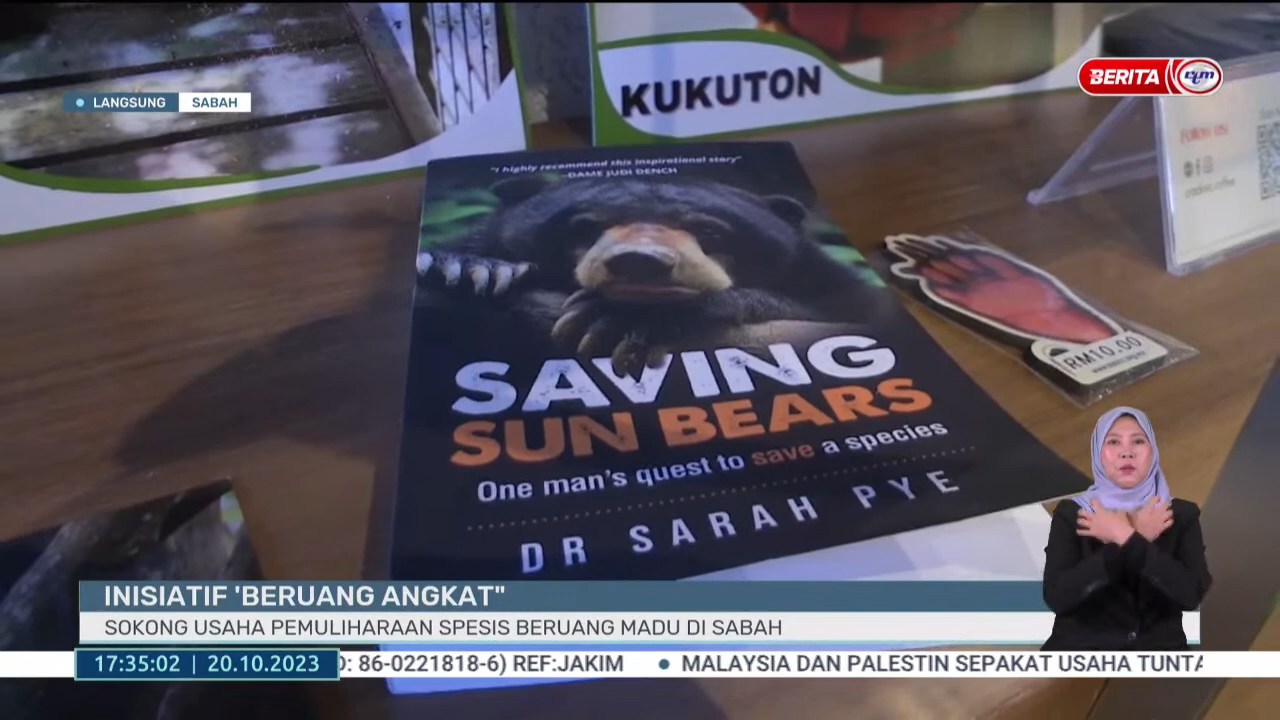 KUKUTON
BERITA rtm
LANGSUNG SABAH
"I highly recommend this inspirational story"
–DAME JUDI DENCH
SAVING
SUN BEARS
One man's quest to save a species
DR SARAH PYE
RM10.00
INISIATIF 'BERUANG ANGKAT"
SOKONG USAHA PEMULIHARAAN SPESIS BERUANG MADU DI SABAH
17:35:02 | 20.10.2023 : 86-0221818-6) REF:JAKIM • MALAYSIA DAN PALESTIN SEPAKAT USAHA TUNTA